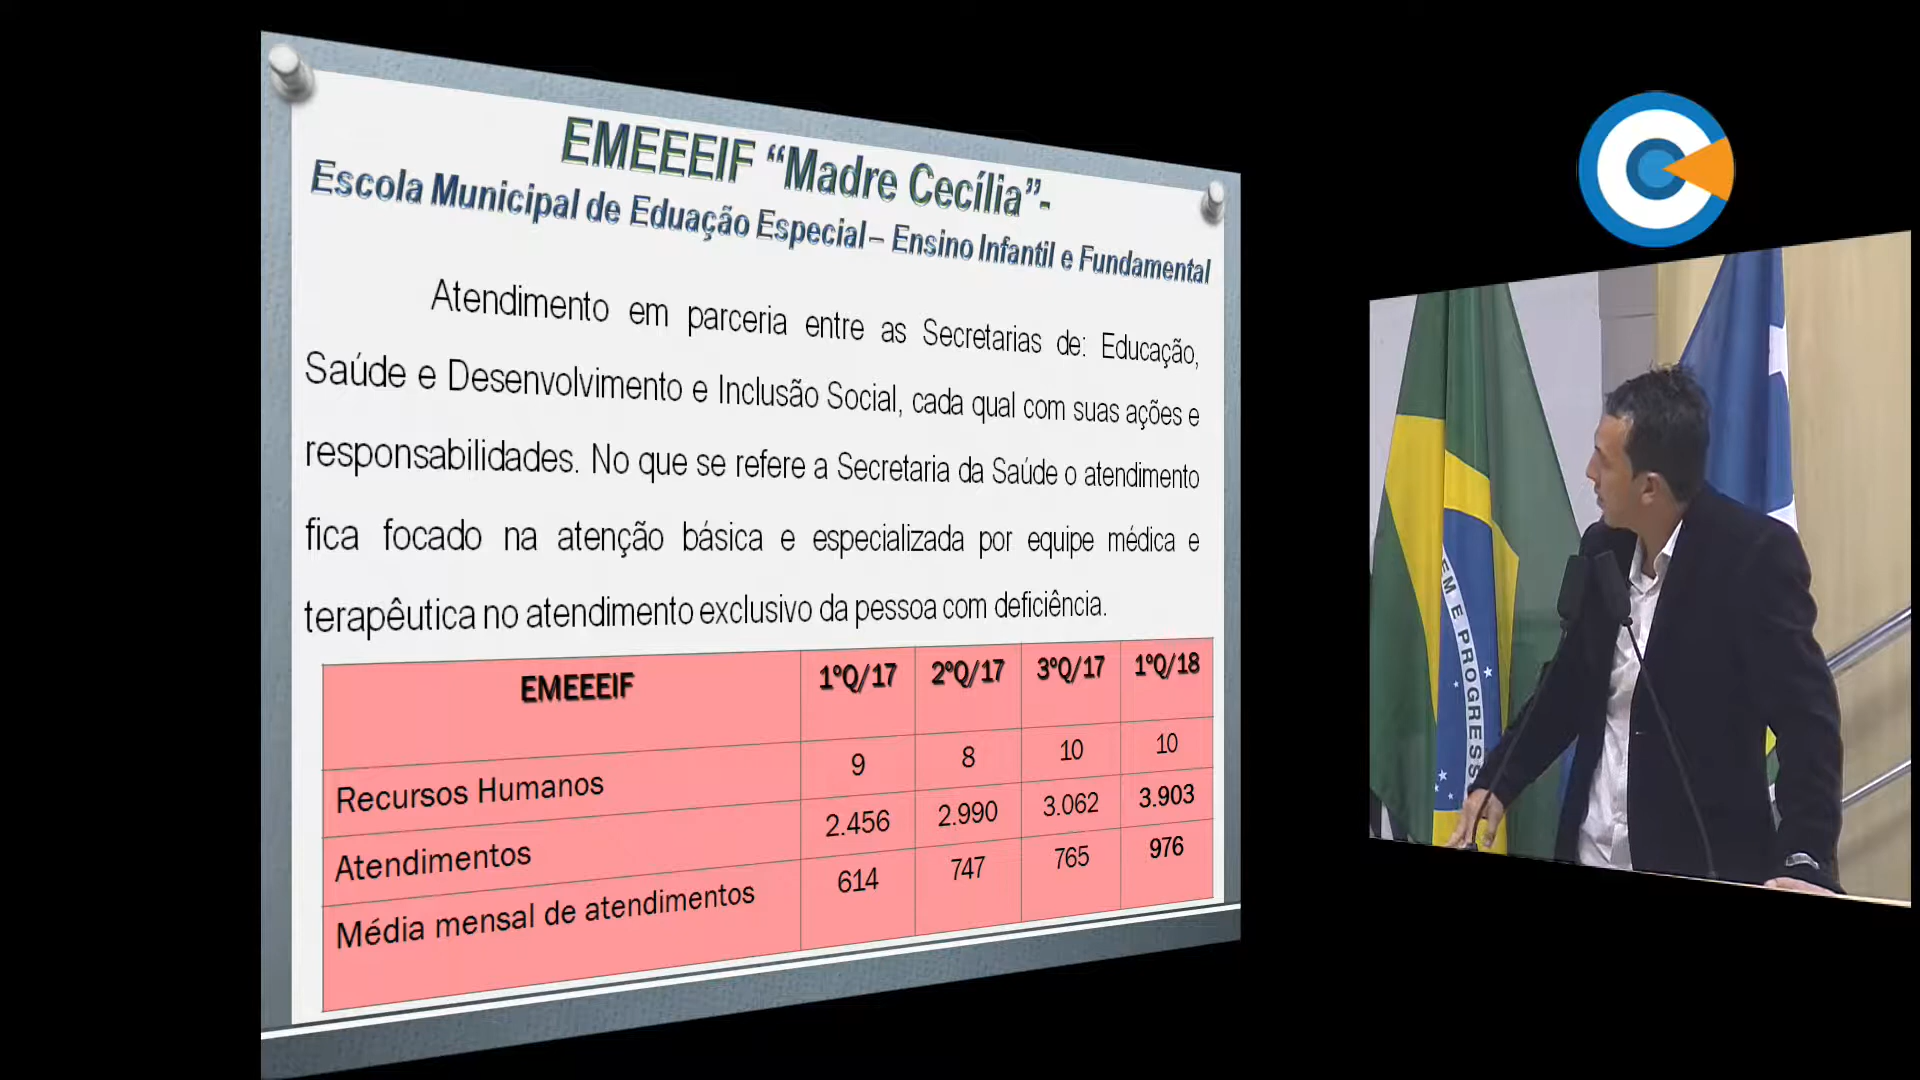 EMEEEIF “Madre Cecília”-
Escola Municipal de Eduação Especial – Ensino Infantil e Fundamental
Atendimento em parceria entre as Secretarias de: Educação,
Saúde e Desenvolvimento e Inclusão Social, cada qual com suas ações e
responsabilidades. No que se refere a Secretaria da Saúde o atendimento
fica focado na atenção básica e especializada por equipe médica e
terapêutica no atendimento exclusivo da pessoa com deficiência.
EMEEEIF 1ºQ/17 2ºQ/17 3ºQ/17 1ºQ/18
Recursos Humanos 9 8 10 10
Atendimentos 2.456 2.990 3.062 3.903
Média mensal de atendimentos 614 747 765 976
EM E PROGRESS